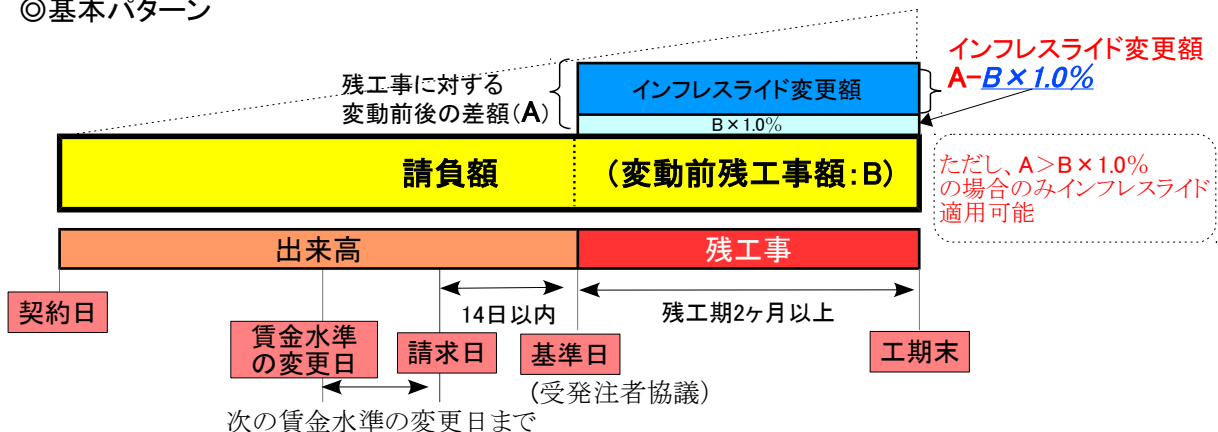 ◎基本パターン
インフレスライド変更額
A-B×1.0%
残工事に対する
変動前後の差額(A)
インフレスライド変更額
B×1.0%
請負額
(変動前残工事額:B)
ただし、A>B×1.0%
の場合のみインフレスライド
適用可能
出来高
残工事
契約日
14日以内
残工期2ヶ月以上
賃金水準
の変更日
請求日
基準日
工期末
(受発注者協議)
次の賃金水準の変更日まで